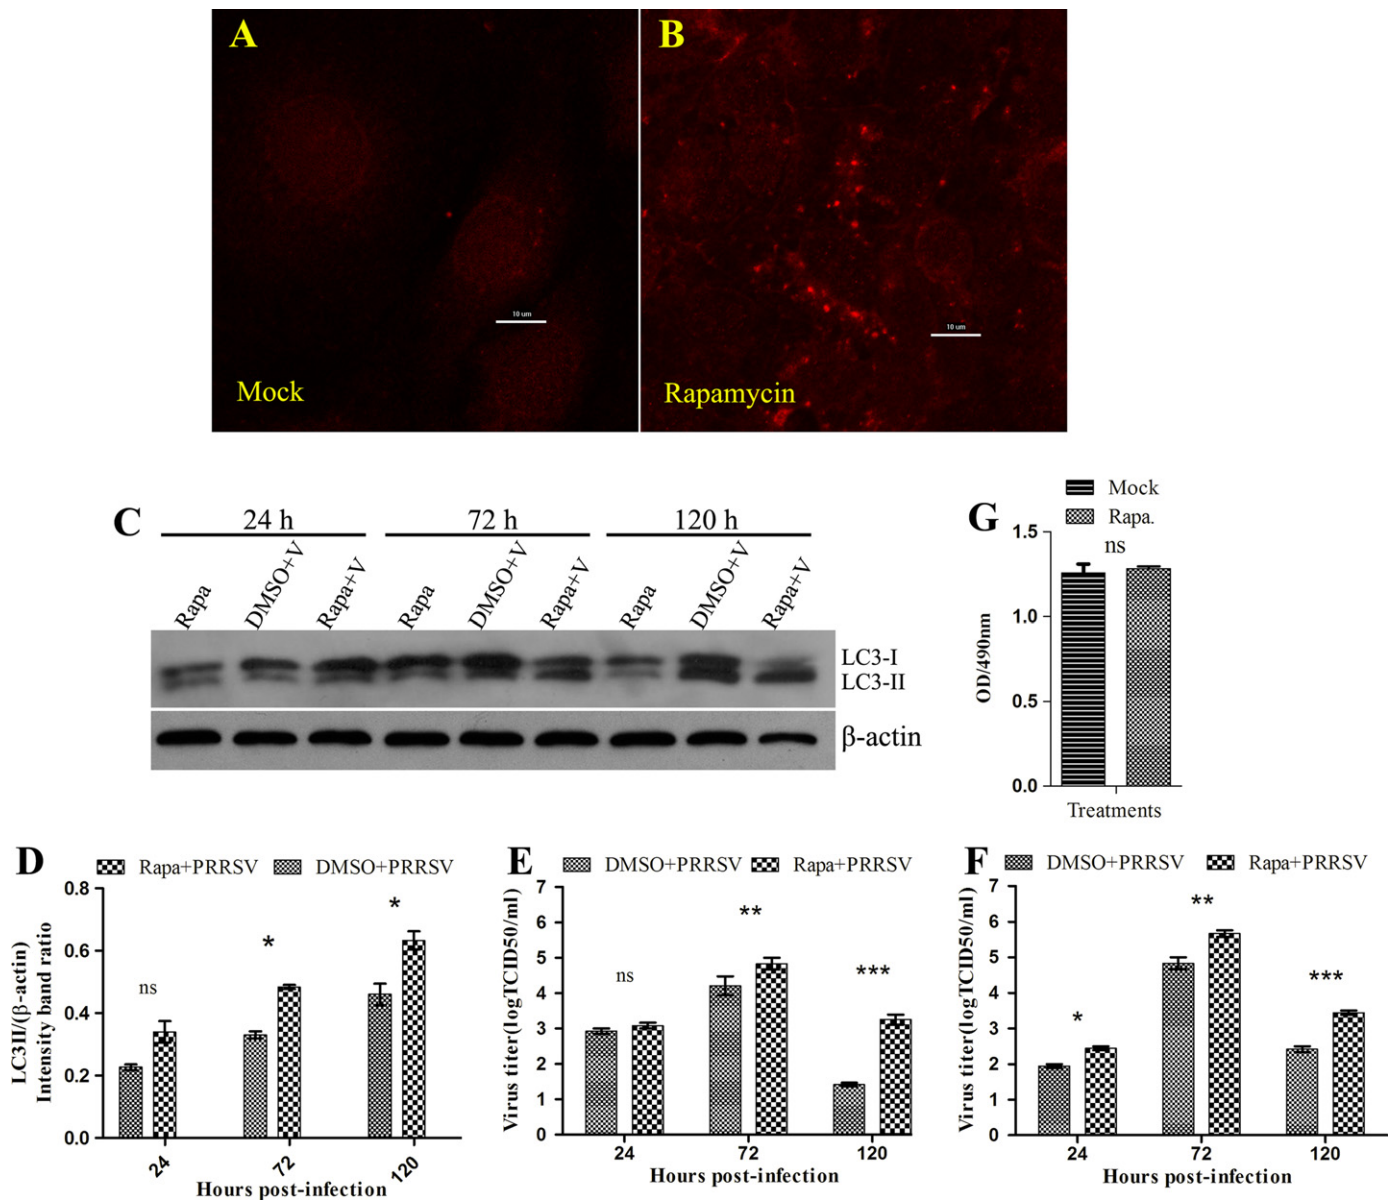 A
B
10 um
10 um
Mock
Rapamycin
C
24 h
72 h
120 h
Rapa
DMSO+V
Rapa+V
Rapa
DMSO+V
Rapa+V
Rapa
DMSO+V
Rapa+V
LC3-I
LC3-II
β-actin
G
Mock
Rapa.
ns
1.5
1.0
0.5
0.0
OD/490nm
Treatments
D
Rapa+PRRSV
DMSO+PRRSV
0.8
0.6
0.4
0.2
0.0
LC3II/(β-actin)
Intensity band ratio
ns
*
*
24
72
120
Hours post-infection
E
DMSO+PRRSV
Rapa+PRRSV
7
6
5
4
3
2
1
0
Virus titer(logTCID50/ml)
ns
**
***
24
72
120
Hours post-infection
F
DMSO+PRRSV
Rapa+PRRSV
7
6
5
4
3
2
1
0
Virus titer(logTCID50/ml)
*
**
***
24
72
120
Hours post-infection